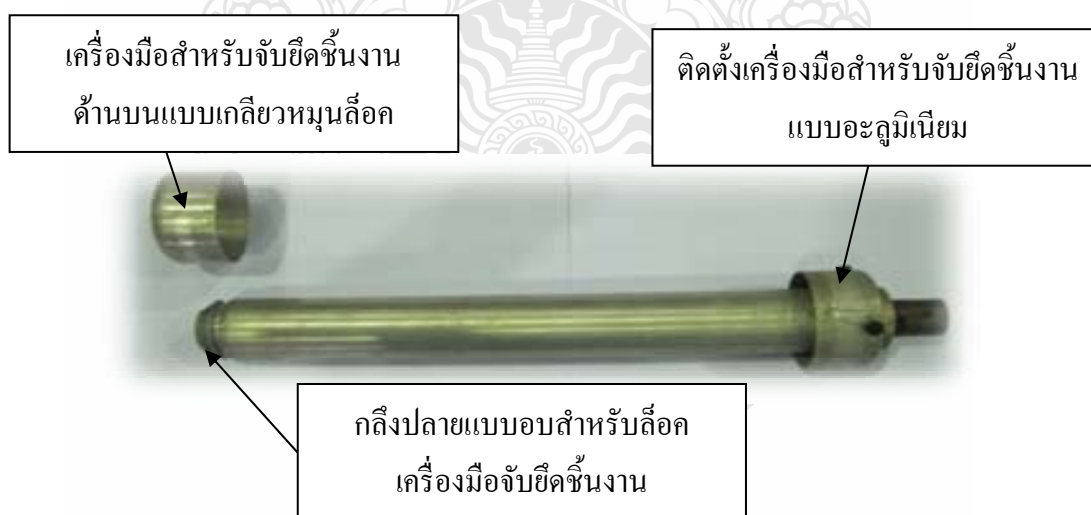 เครื่องมือสำหรับจับยึดชิ้นงาน
ด้านบนแบบเกลียวหมุนล็อค
ติดตั้งเครื่องมือสำหรับจับยึดชิ้นงาน
แบบอะลูมิเนียม
กลึงปลายแบบอบสำหรับล็อค
เครื่องมือจับยึดชิ้นงาน